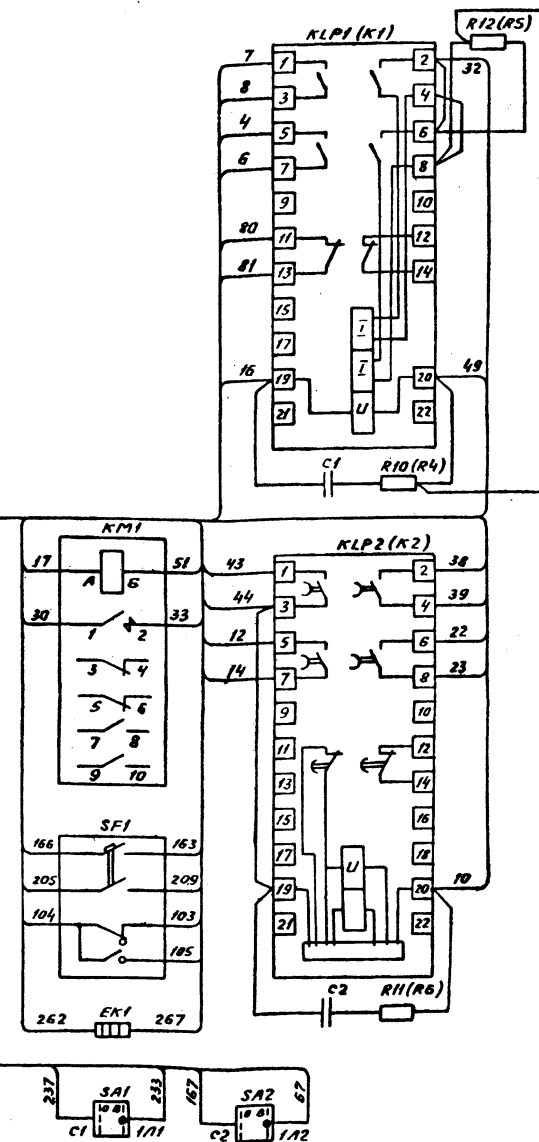 R12(R5)
KLP1(K1)
7 1 2 32
8 3 4
4 5 6
6 7 8
9 10
80 11 12
81 13 14
15
I
17
I
16 19 20 49
U
21 22
C1 R10(R4)
KM1 KLP2(K2)
17 А Б 51 43 1 2 38
44 3 4 39
30 1 2 33
12 5 6 22
3 4 14 7 8 23
5 6
9 10
7 8
11 12
9 10
13 14
15 16
SF1
166 163 17 U 18
205 209 19 20 10
104 103
21 22
105
C2 R11(R6)
262 EK1 267
237 SA1 233 167 SA2 67
0 В 0 В
C1 1Л1 C2 1Л2